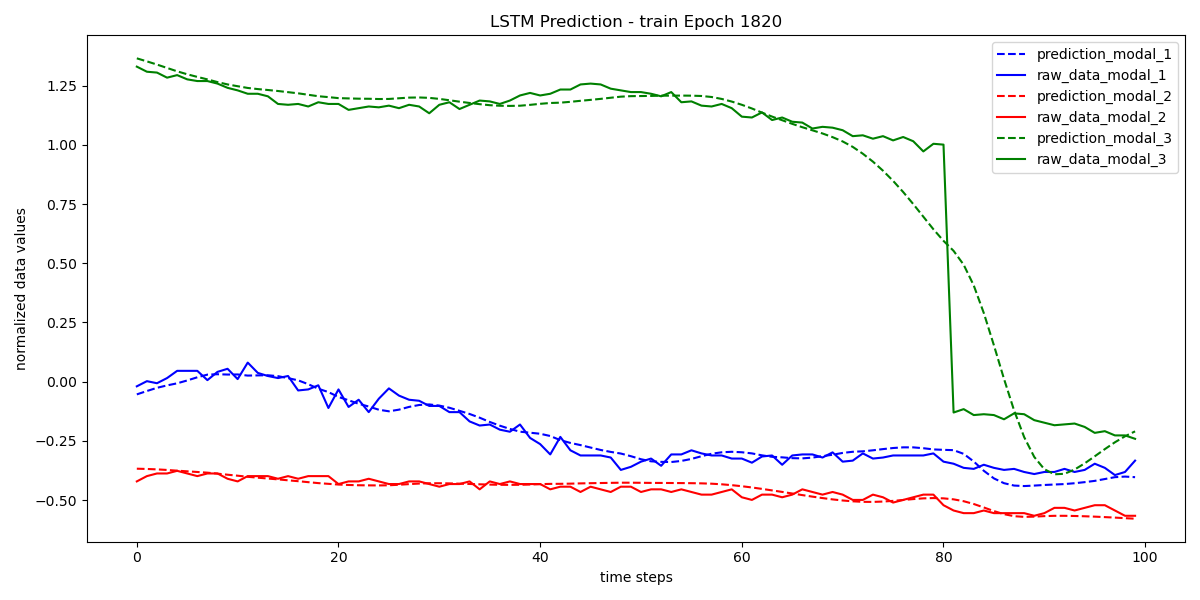 LSTM Prediction - train Epoch 1820
prediction_modal_1
raw_data_modal_1
prediction_modal_2
raw_data_modal_2
prediction_modal_3
raw_data_modal_3
normalized data values
1.25
1.00
0.75
0.50
0.25
0.00
−0.25
−0.50
0 20 40 60 80 100
time steps